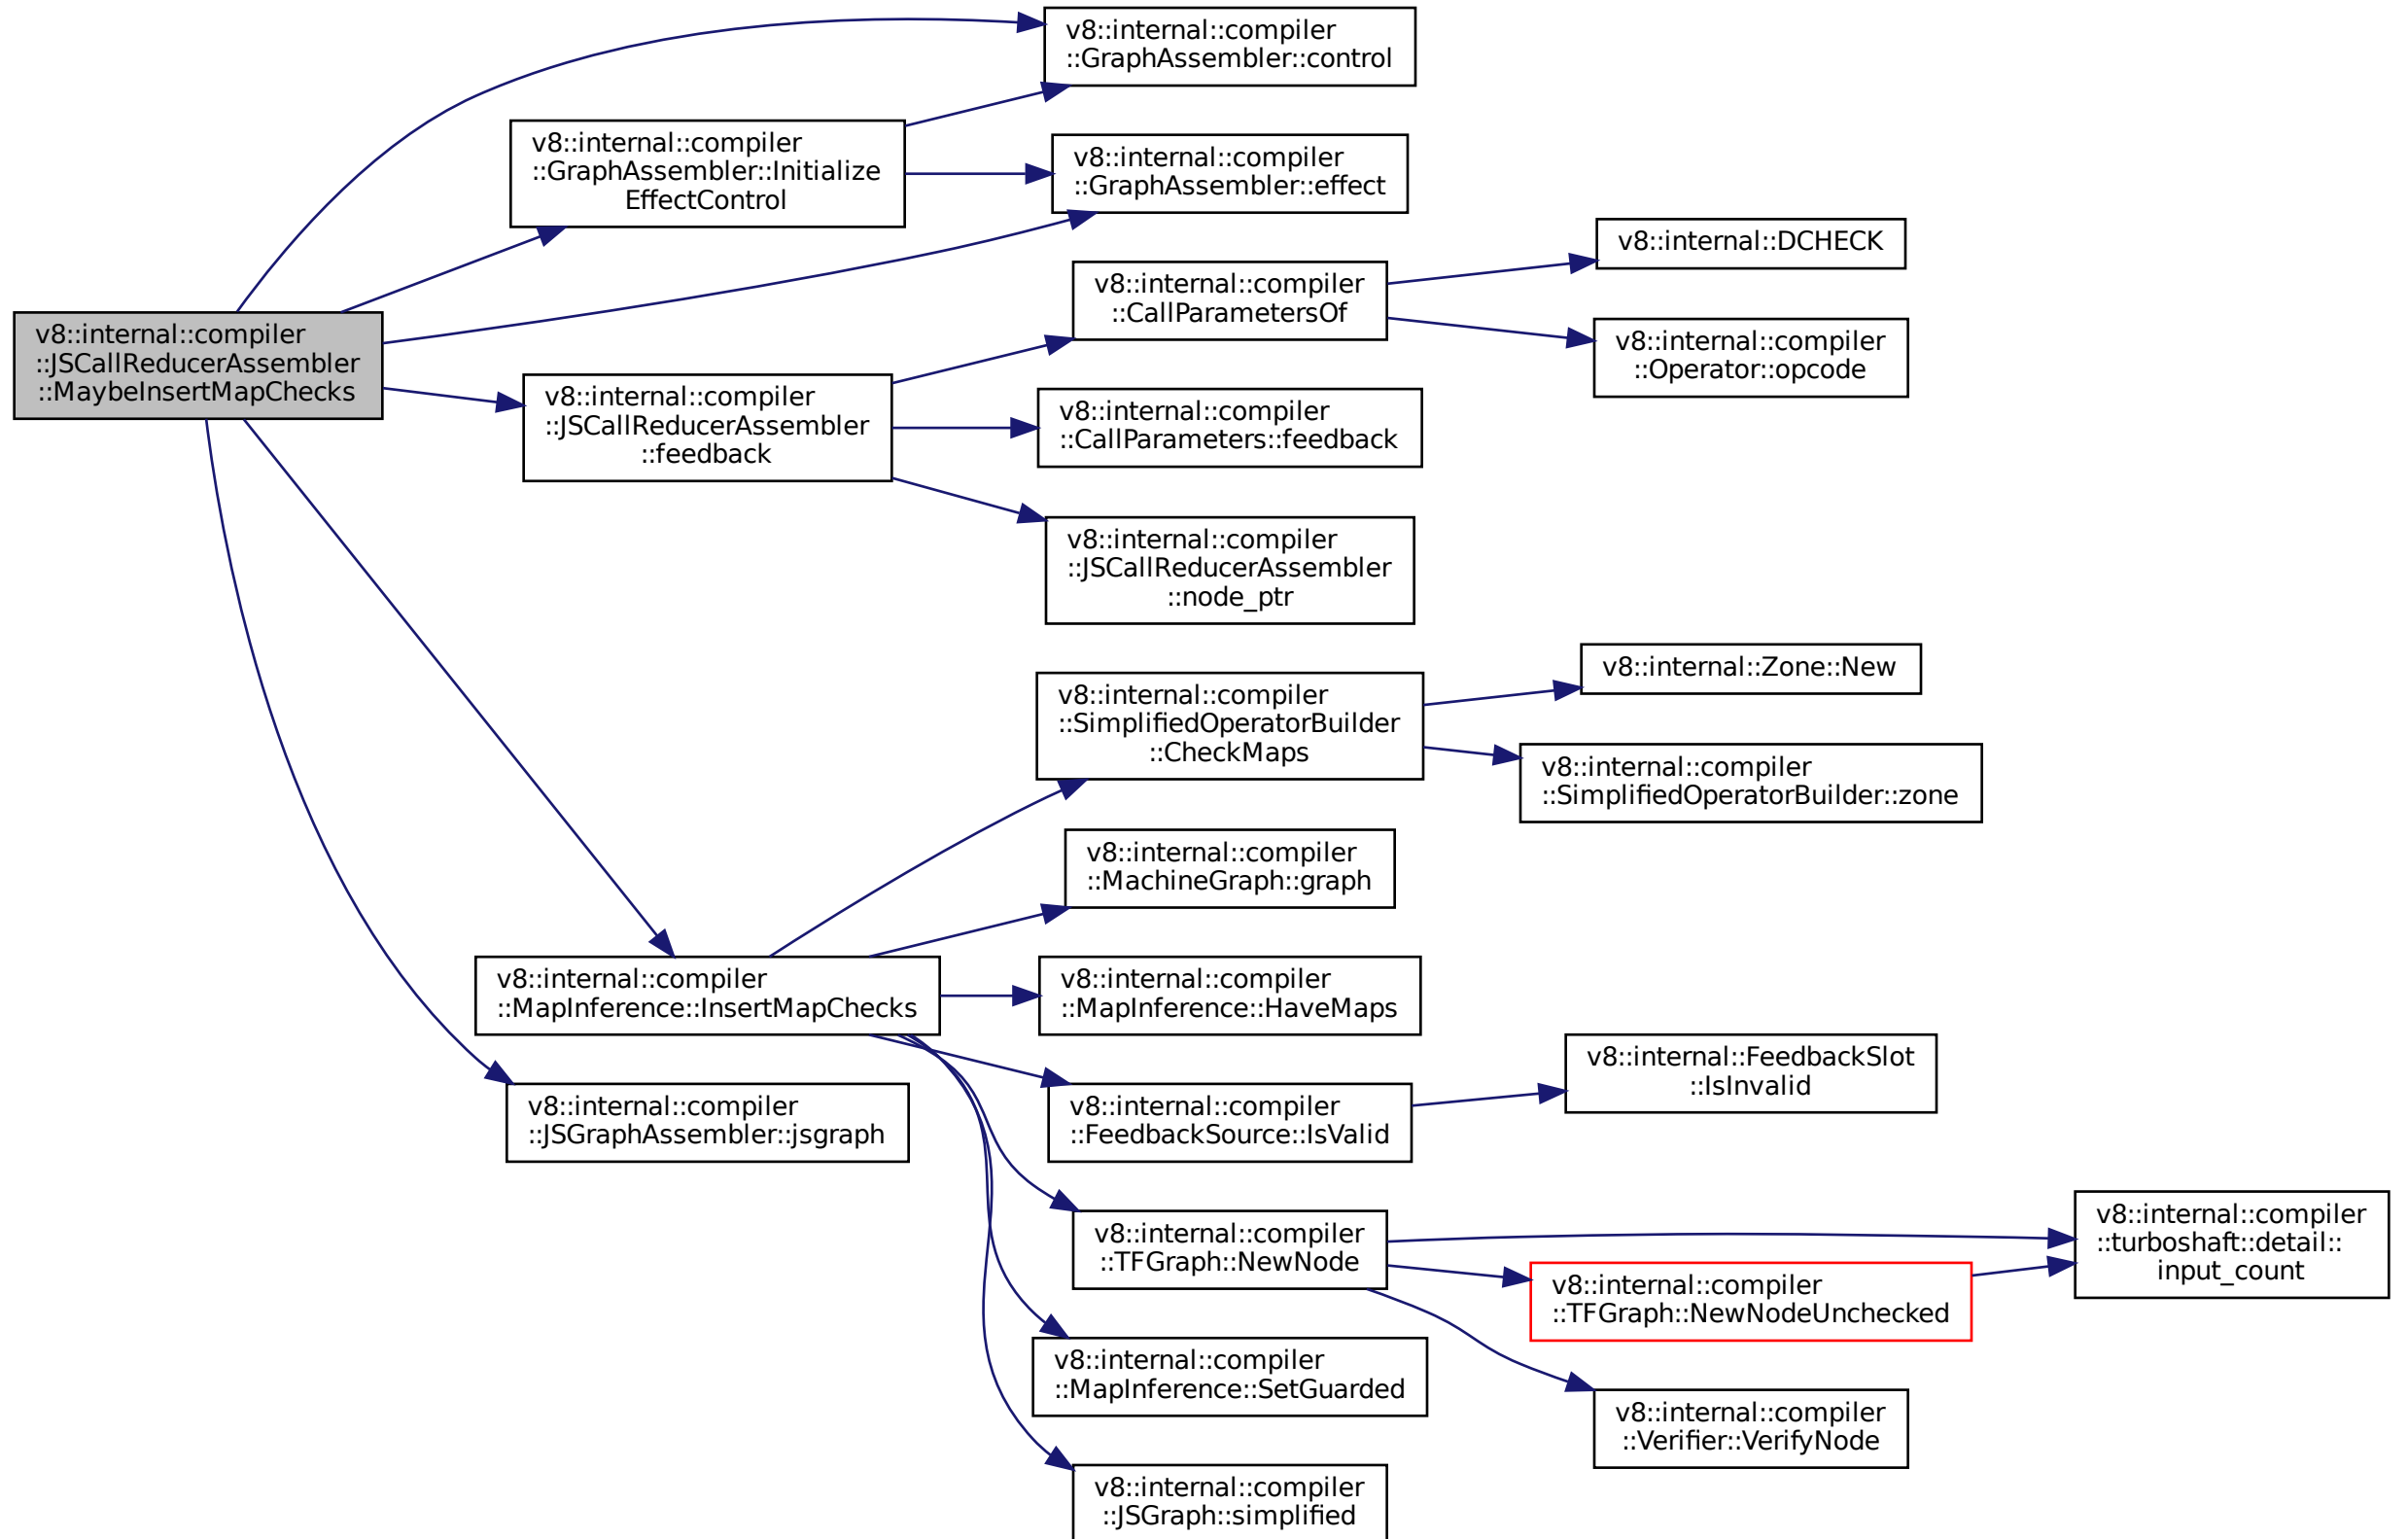 v8::internal::compiler
::GraphAssembler::control
v8::internal::compiler
::GraphAssembler::Initialize
EffectControl
v8::internal::compiler
::GraphAssembler::effect
v8::internal::DCHECK
v8::internal::compiler
::CallParametersOf
v8::internal::compiler
::JSCallReducerAssembler
::MaybeInsertMapChecks
v8::internal::compiler
::Operator::opcode
v8::internal::compiler
::JSCallReducerAssembler
::feedback
v8::internal::compiler
::CallParameters::feedback
v8::internal::compiler
::JSCallReducerAssembler
::node_ptr
v8::internal::Zone::New
v8::internal::compiler
::SimplifiedOperatorBuilder
::CheckMaps
v8::internal::compiler
::SimplifiedOperatorBuilder::zone
v8::internal::compiler
::MachineGraph::graph
v8::internal::compiler
::MapInference::InsertMapChecks
v8::internal::compiler
::MapInference::HaveMaps
v8::internal::FeedbackSlot
::IsInvalid
v8::internal::compiler
::JSGraphAssembler::jsgraph
v8::internal::compiler
::FeedbackSource::IsValid
v8::internal::compiler
::TFGraph::NewNode
v8::internal::compiler
::turboshaft::detail::
input_count
v8::internal::compiler
::TFGraph::NewNodeUnchecked
v8::internal::compiler
::MapInference::SetGuarded
v8::internal::compiler
::Verifier::VerifyNode
v8::internal::compiler
::JSGraph::simplified